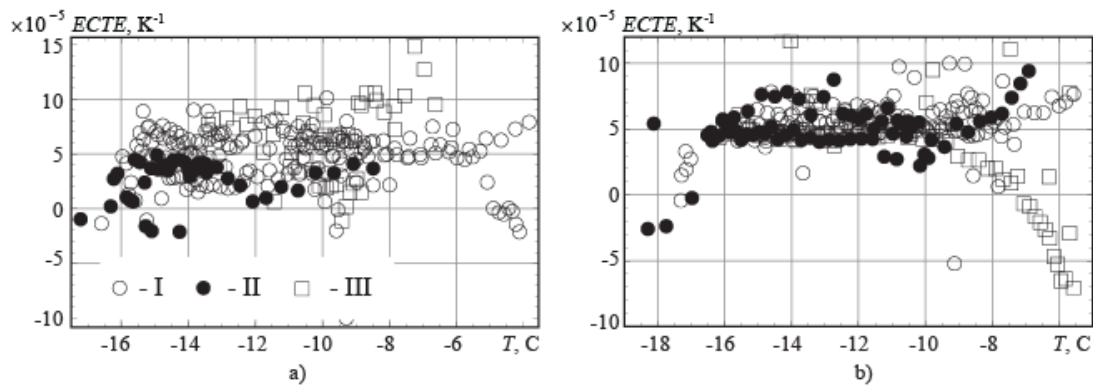 ×10⁻⁵ ECTE, K⁻¹
15
10
5
0
-5
-10
○ - I ● - II □ - III
-16 -14 -12 -10 -8 -6 T, C
a)
×10⁻⁵ ECTE, K⁻¹
10
5
0
-5
-10
-18 -16 -14 -12 -10 -8 T, C
b)